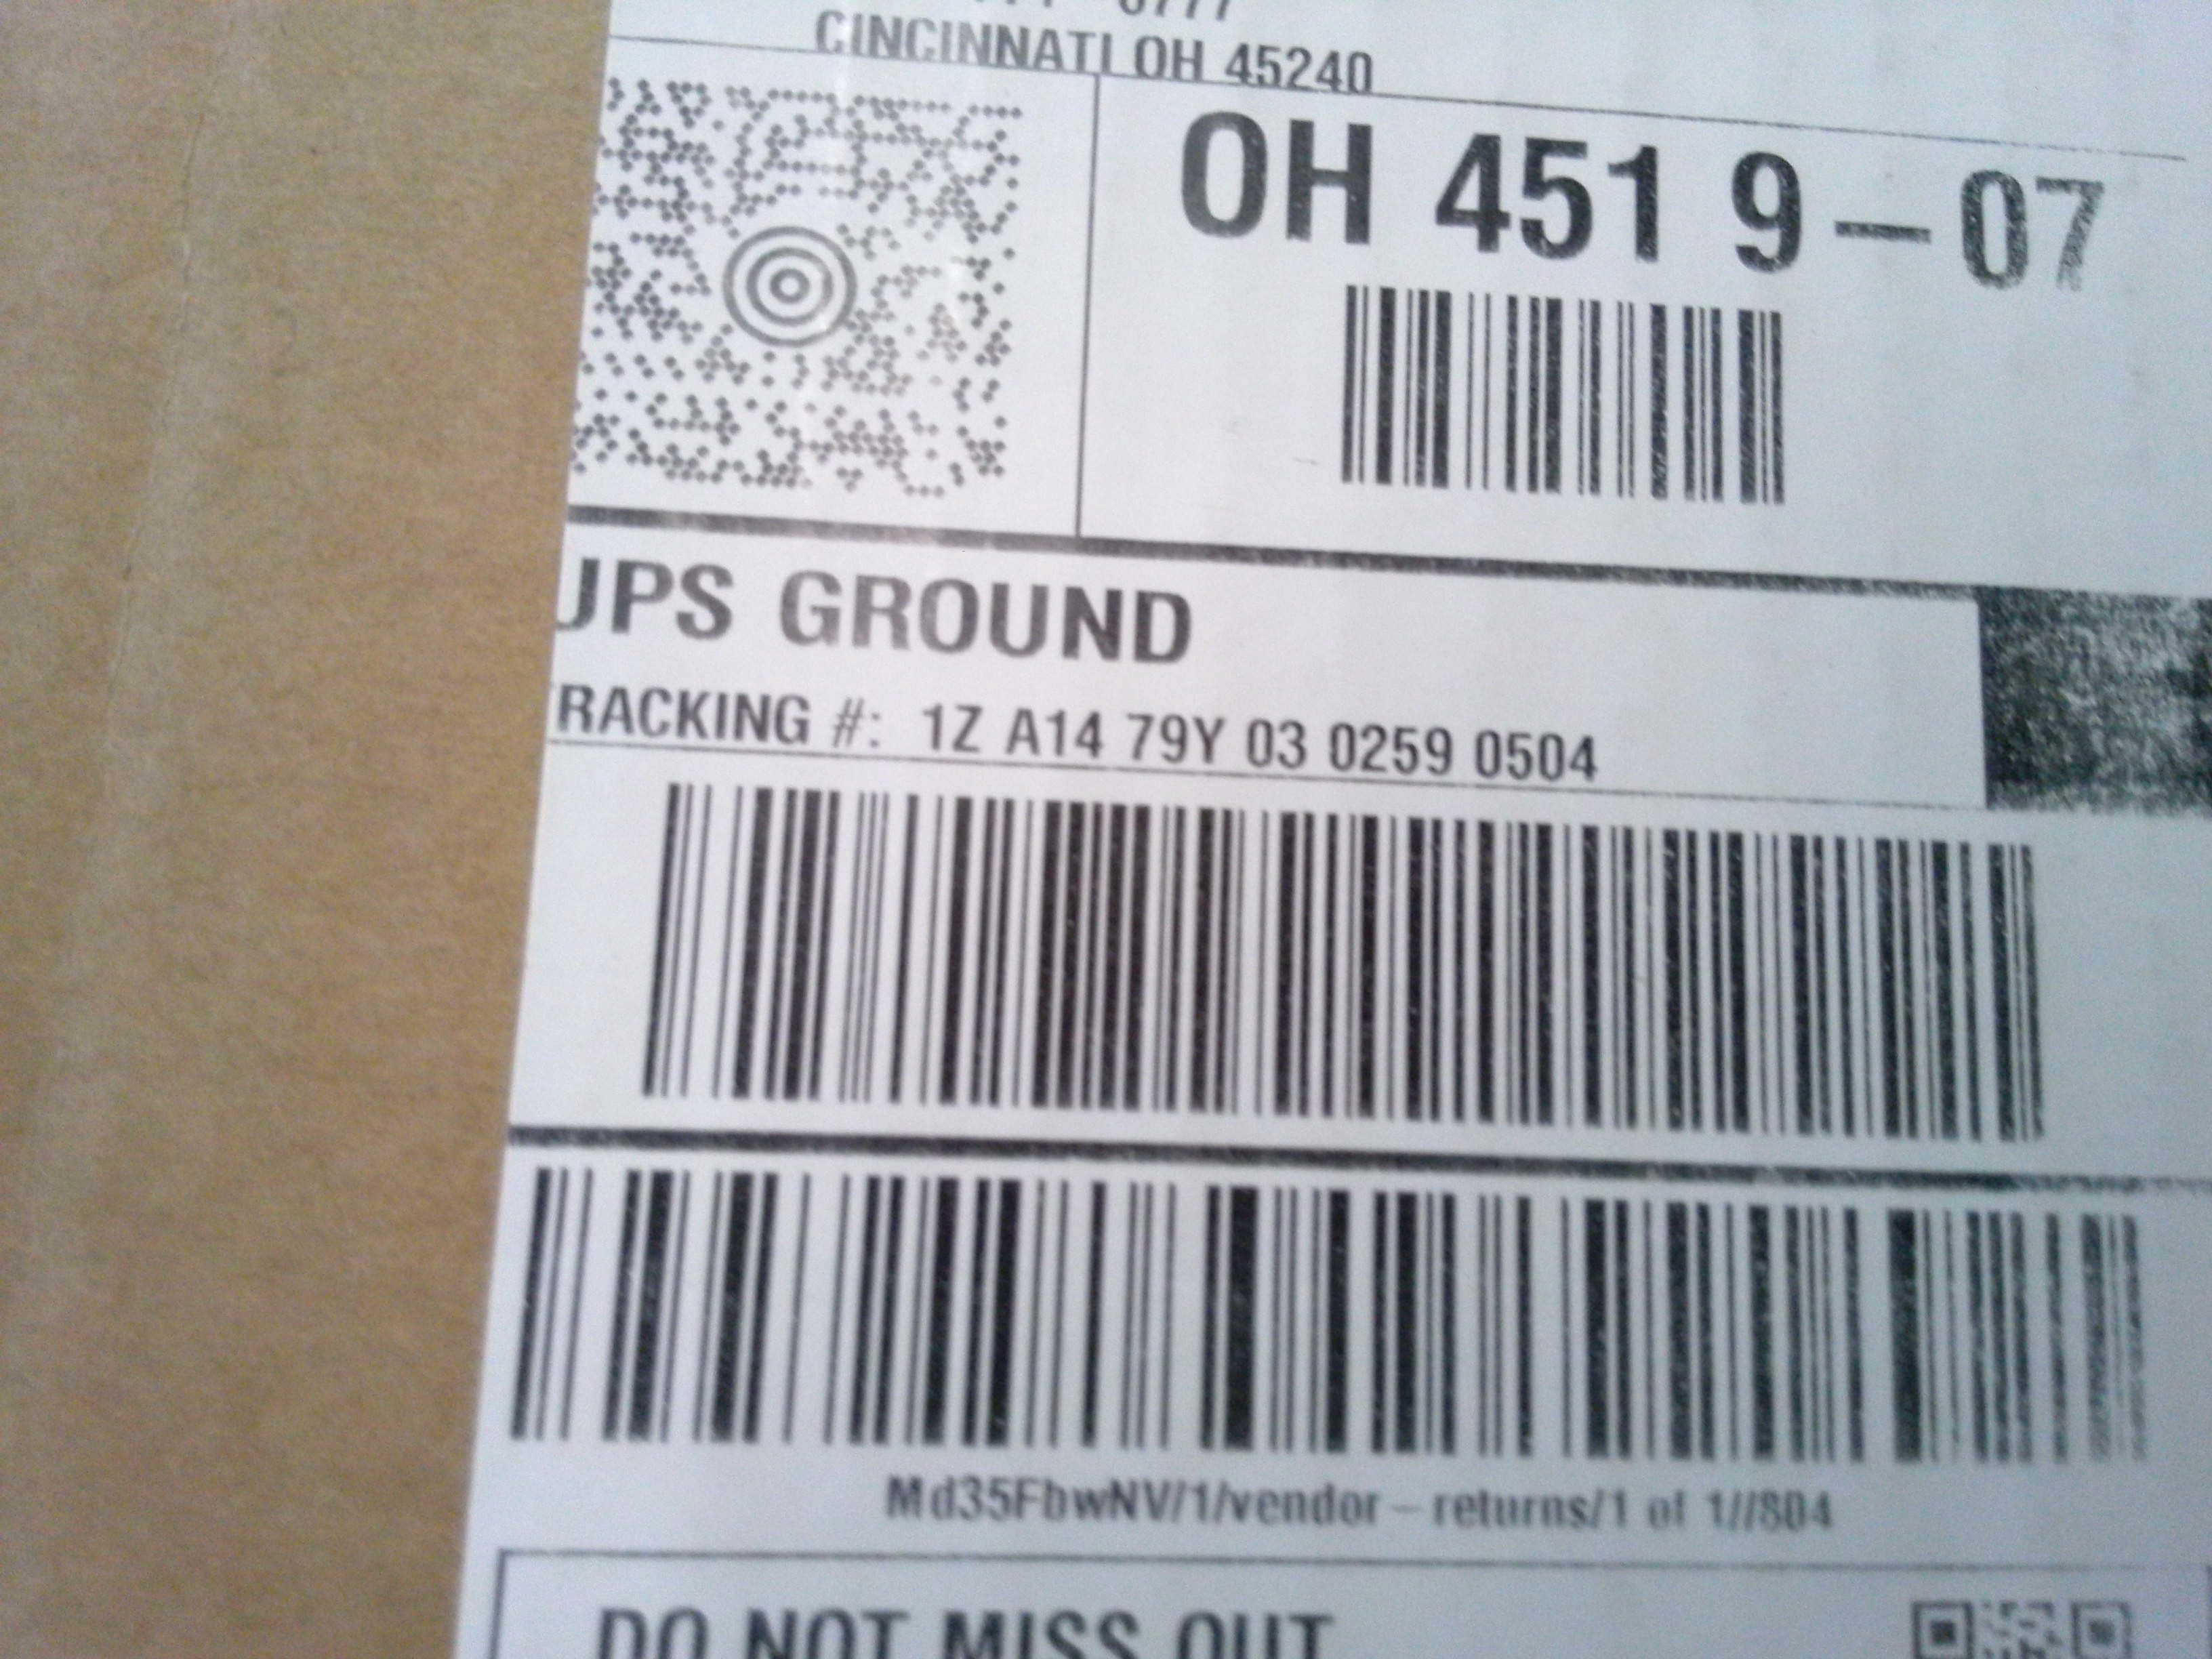 CINCINNATI OH 45240
OH 451 9-07
UPS GROUND
TRACKING #: 1Z A14 79Y 03 0259 0504
Md35FbwNV/1/vendor-returns/1 of 1//804
DO NOT MISS OUT